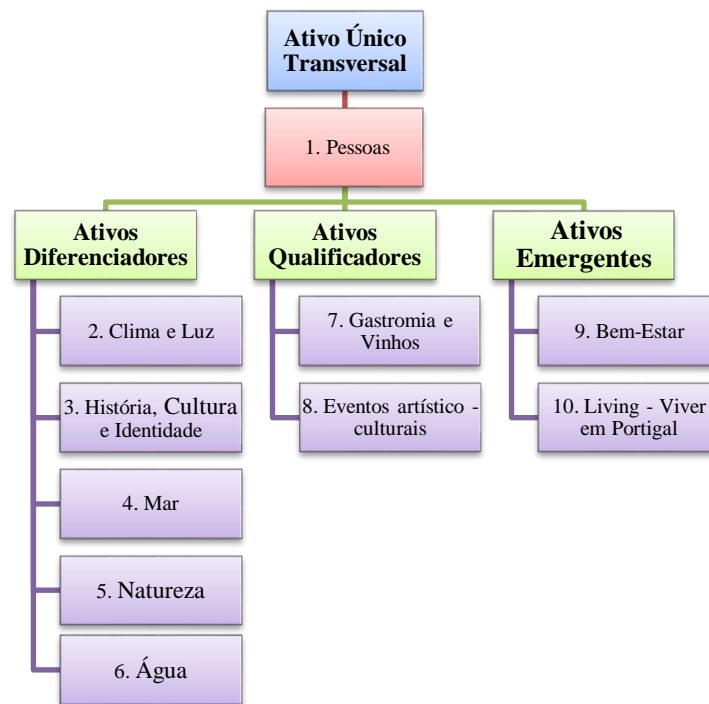 Ativo Único
Transversal
1. Pessoas
Ativos
Diferenciadores
2. Clima e Luz
3. História, Cultura
e Identidade
4. Mar
5. Natureza
6. Água
Ativos
Qualificadores
7. Gastromia e
Vinhos
8. Eventos artístico -
culturais
Ativos
Emergentes
9. Bem-Estar
10. Living - Viver
em Portigal